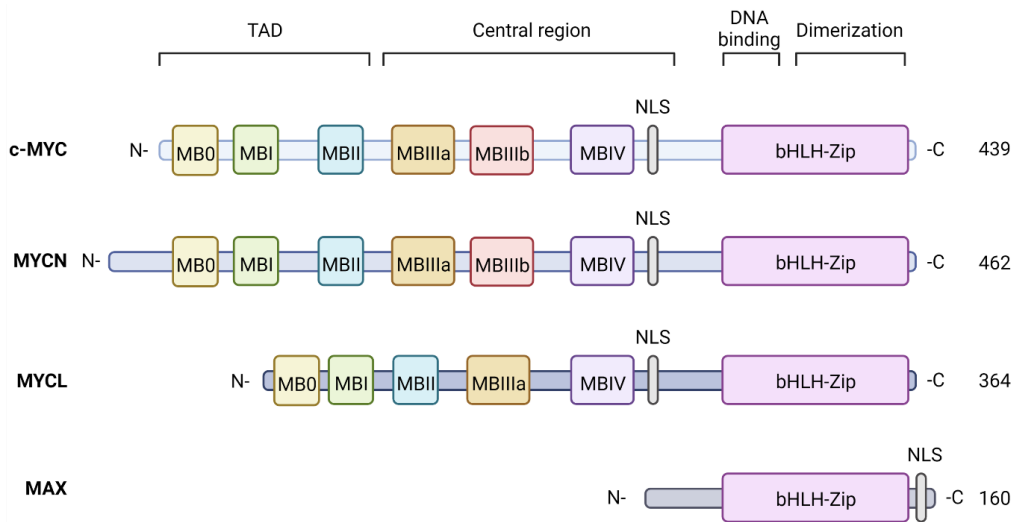 TAD
Central region
DNA
binding
Dimerization
NLS
c-MYC N- MB0 MBI MBII MBIIIa MBIIIb MBIV bHLH-Zip -C 439
NLS
MYCN N- MB0 MBI MBII MBIIIa MBIIIb MBIV bHLH-Zip -C 462
NLS
MYCL N- MB0 MBI MBII MBIIIa MBIV bHLH-Zip -C 364
NLS
MAX N- bHLH-Zip -C 160